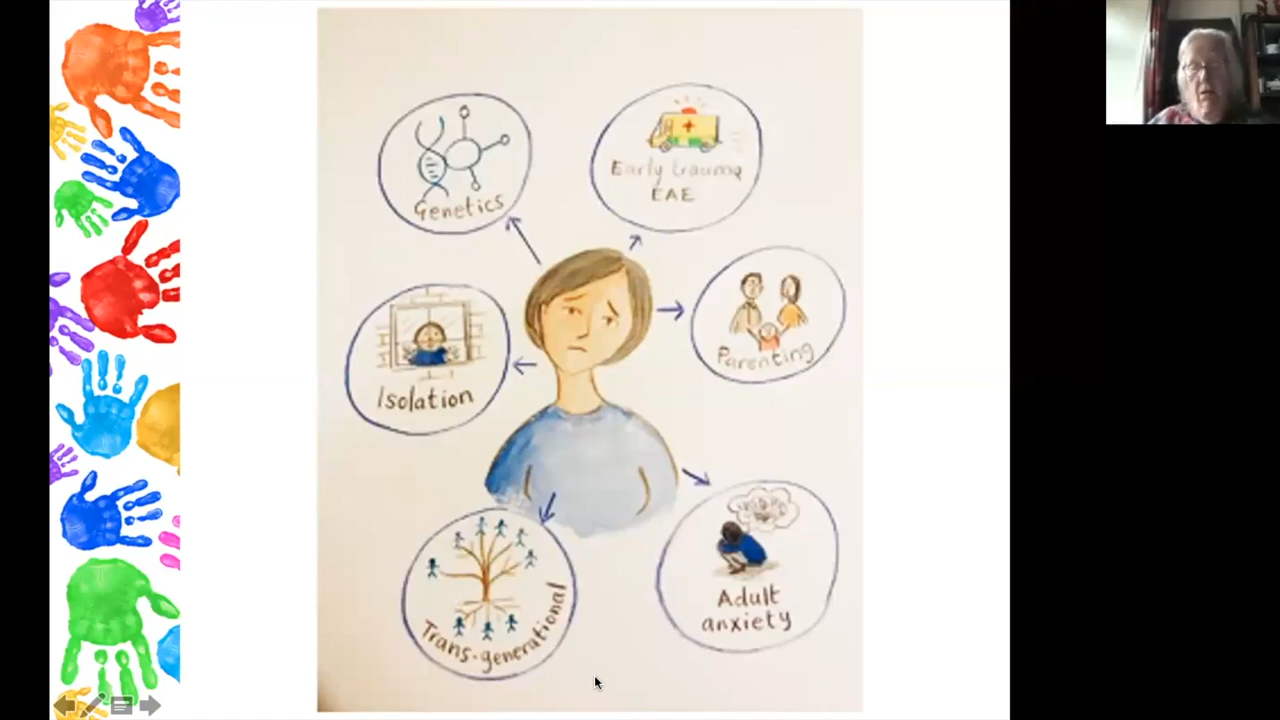 Genetics
Early trauma
EAE
Isolation
Parenting
Trans-generational
Adult
anxiety